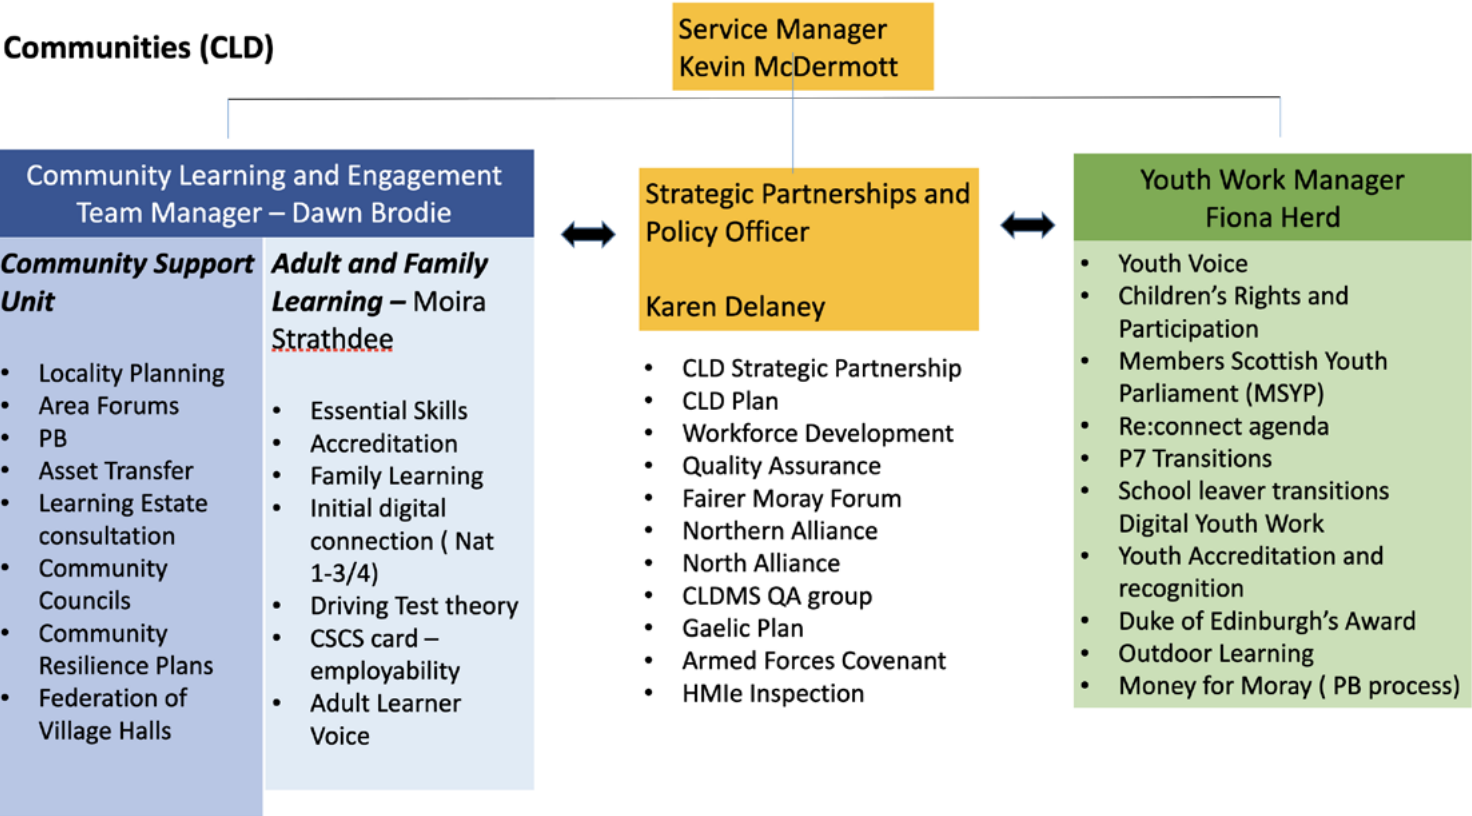 Communities (CLD)
Service Manager
Kevin McDermott
Community Learning and Engagement
Team Manager – Dawn Brodie
Community Support
Unit
• Locality Planning
• Area Forums
• PB
• Asset Transfer
• Learning Estate
consultation
• Community
Councils
• Community
Resilience Plans
• Federation of
Village Halls
Adult and Family
Learning – Moira
Strathdee
• Essential Skills
• Accreditation
• Family Learning
• Initial digital
connection ( Nat
1-3/4)
• Driving Test theory
• CSCS card –
employability
• Adult Learner
Voice
Strategic Partnerships and
Policy Officer
Karen Delaney
• CLD Strategic Partnership
• CLD Plan
• Workforce Development
• Quality Assurance
• Fairer Moray Forum
• Northern Alliance
• North Alliance
• CLDMS QA group
• Gaelic Plan
• Armed Forces Covenant
• HMIe Inspection
Youth Work Manager
Fiona Herd
• Youth Voice
• Children’s Rights and
Participation
• Members Scottish Youth
Parliament (MSYP)
• Re:connect agenda
• P7 Transitions
• School leaver transitions
Digital Youth Work
• Youth Accreditation and
recognition
• Duke of Edinburgh’s Award
• Outdoor Learning
• Money for Moray ( PB process)